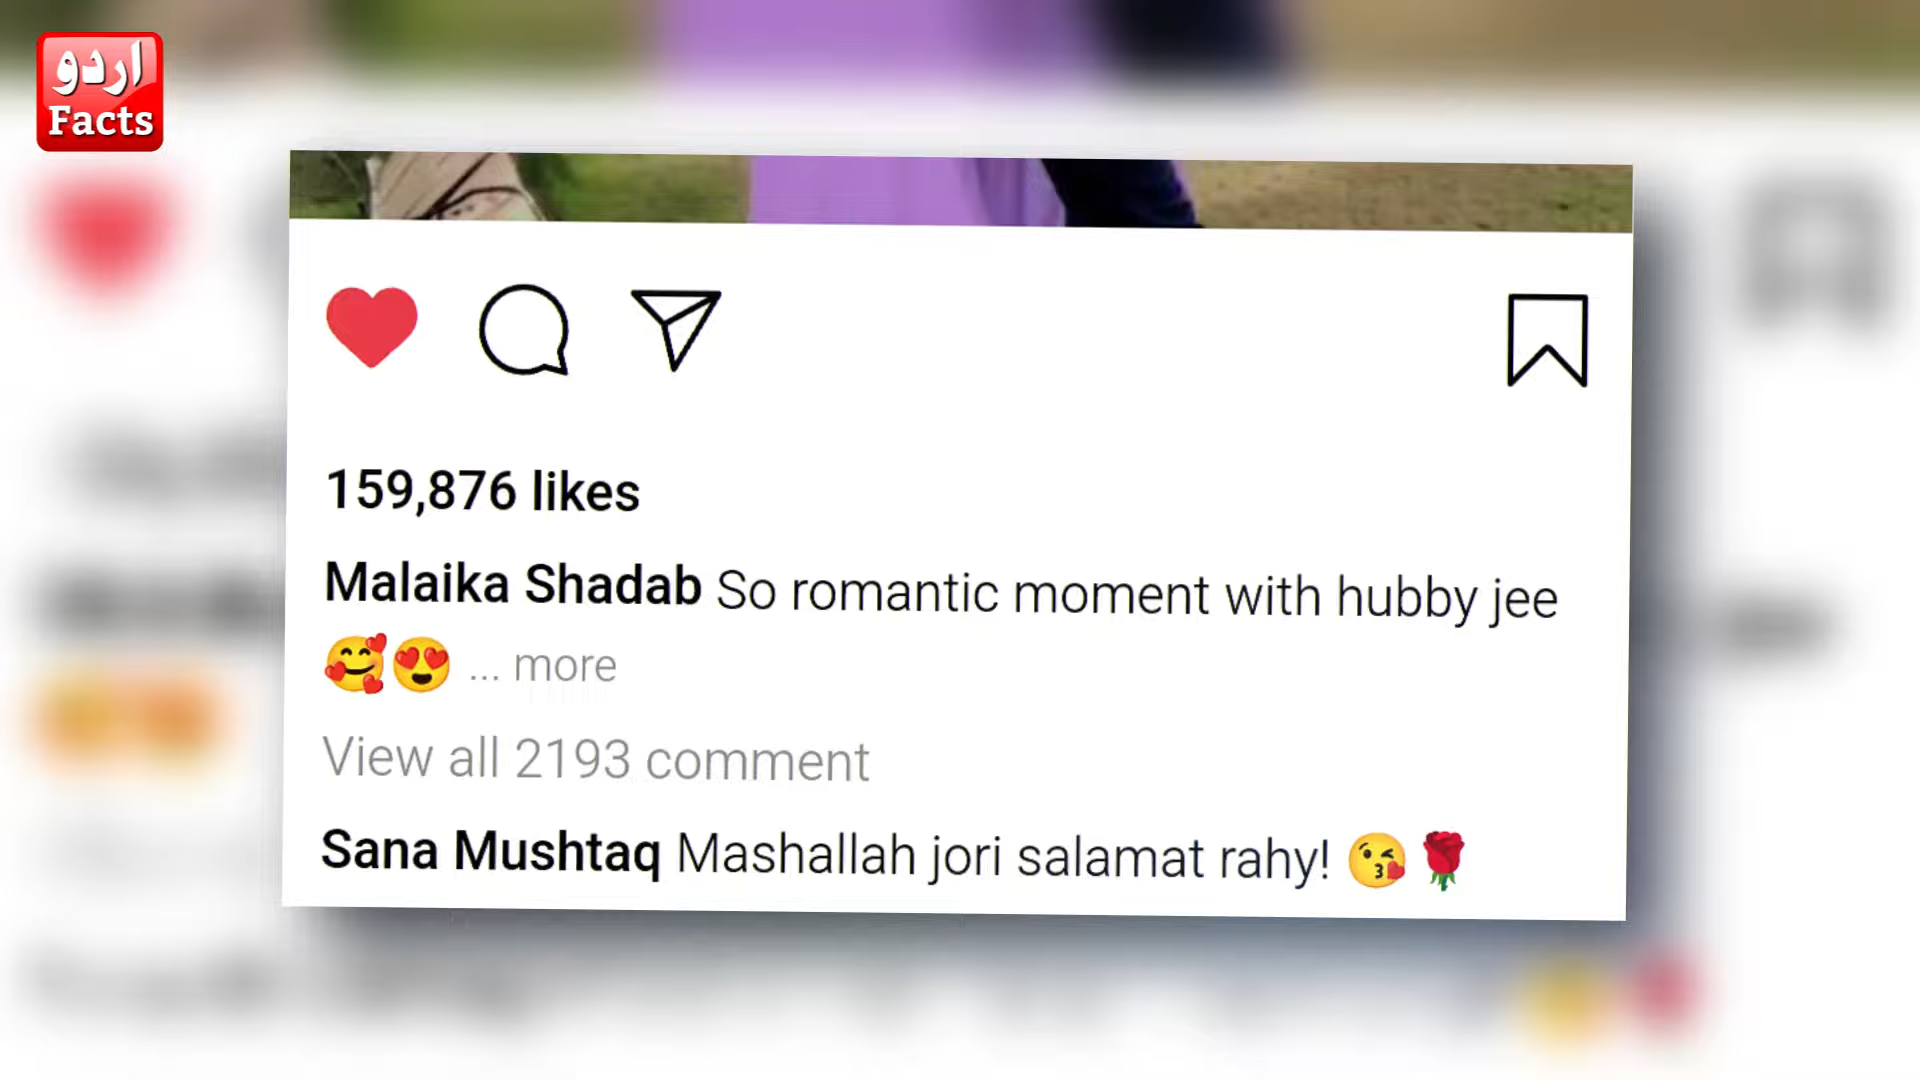 اردو
Facts
159,876 likes
Malaika Shadab So romantic moment with hubby jee
🥰😍 ... more
View all 2193 comment
Sana Mushtaq Mashallah jori salamat rahy! 😘🌹